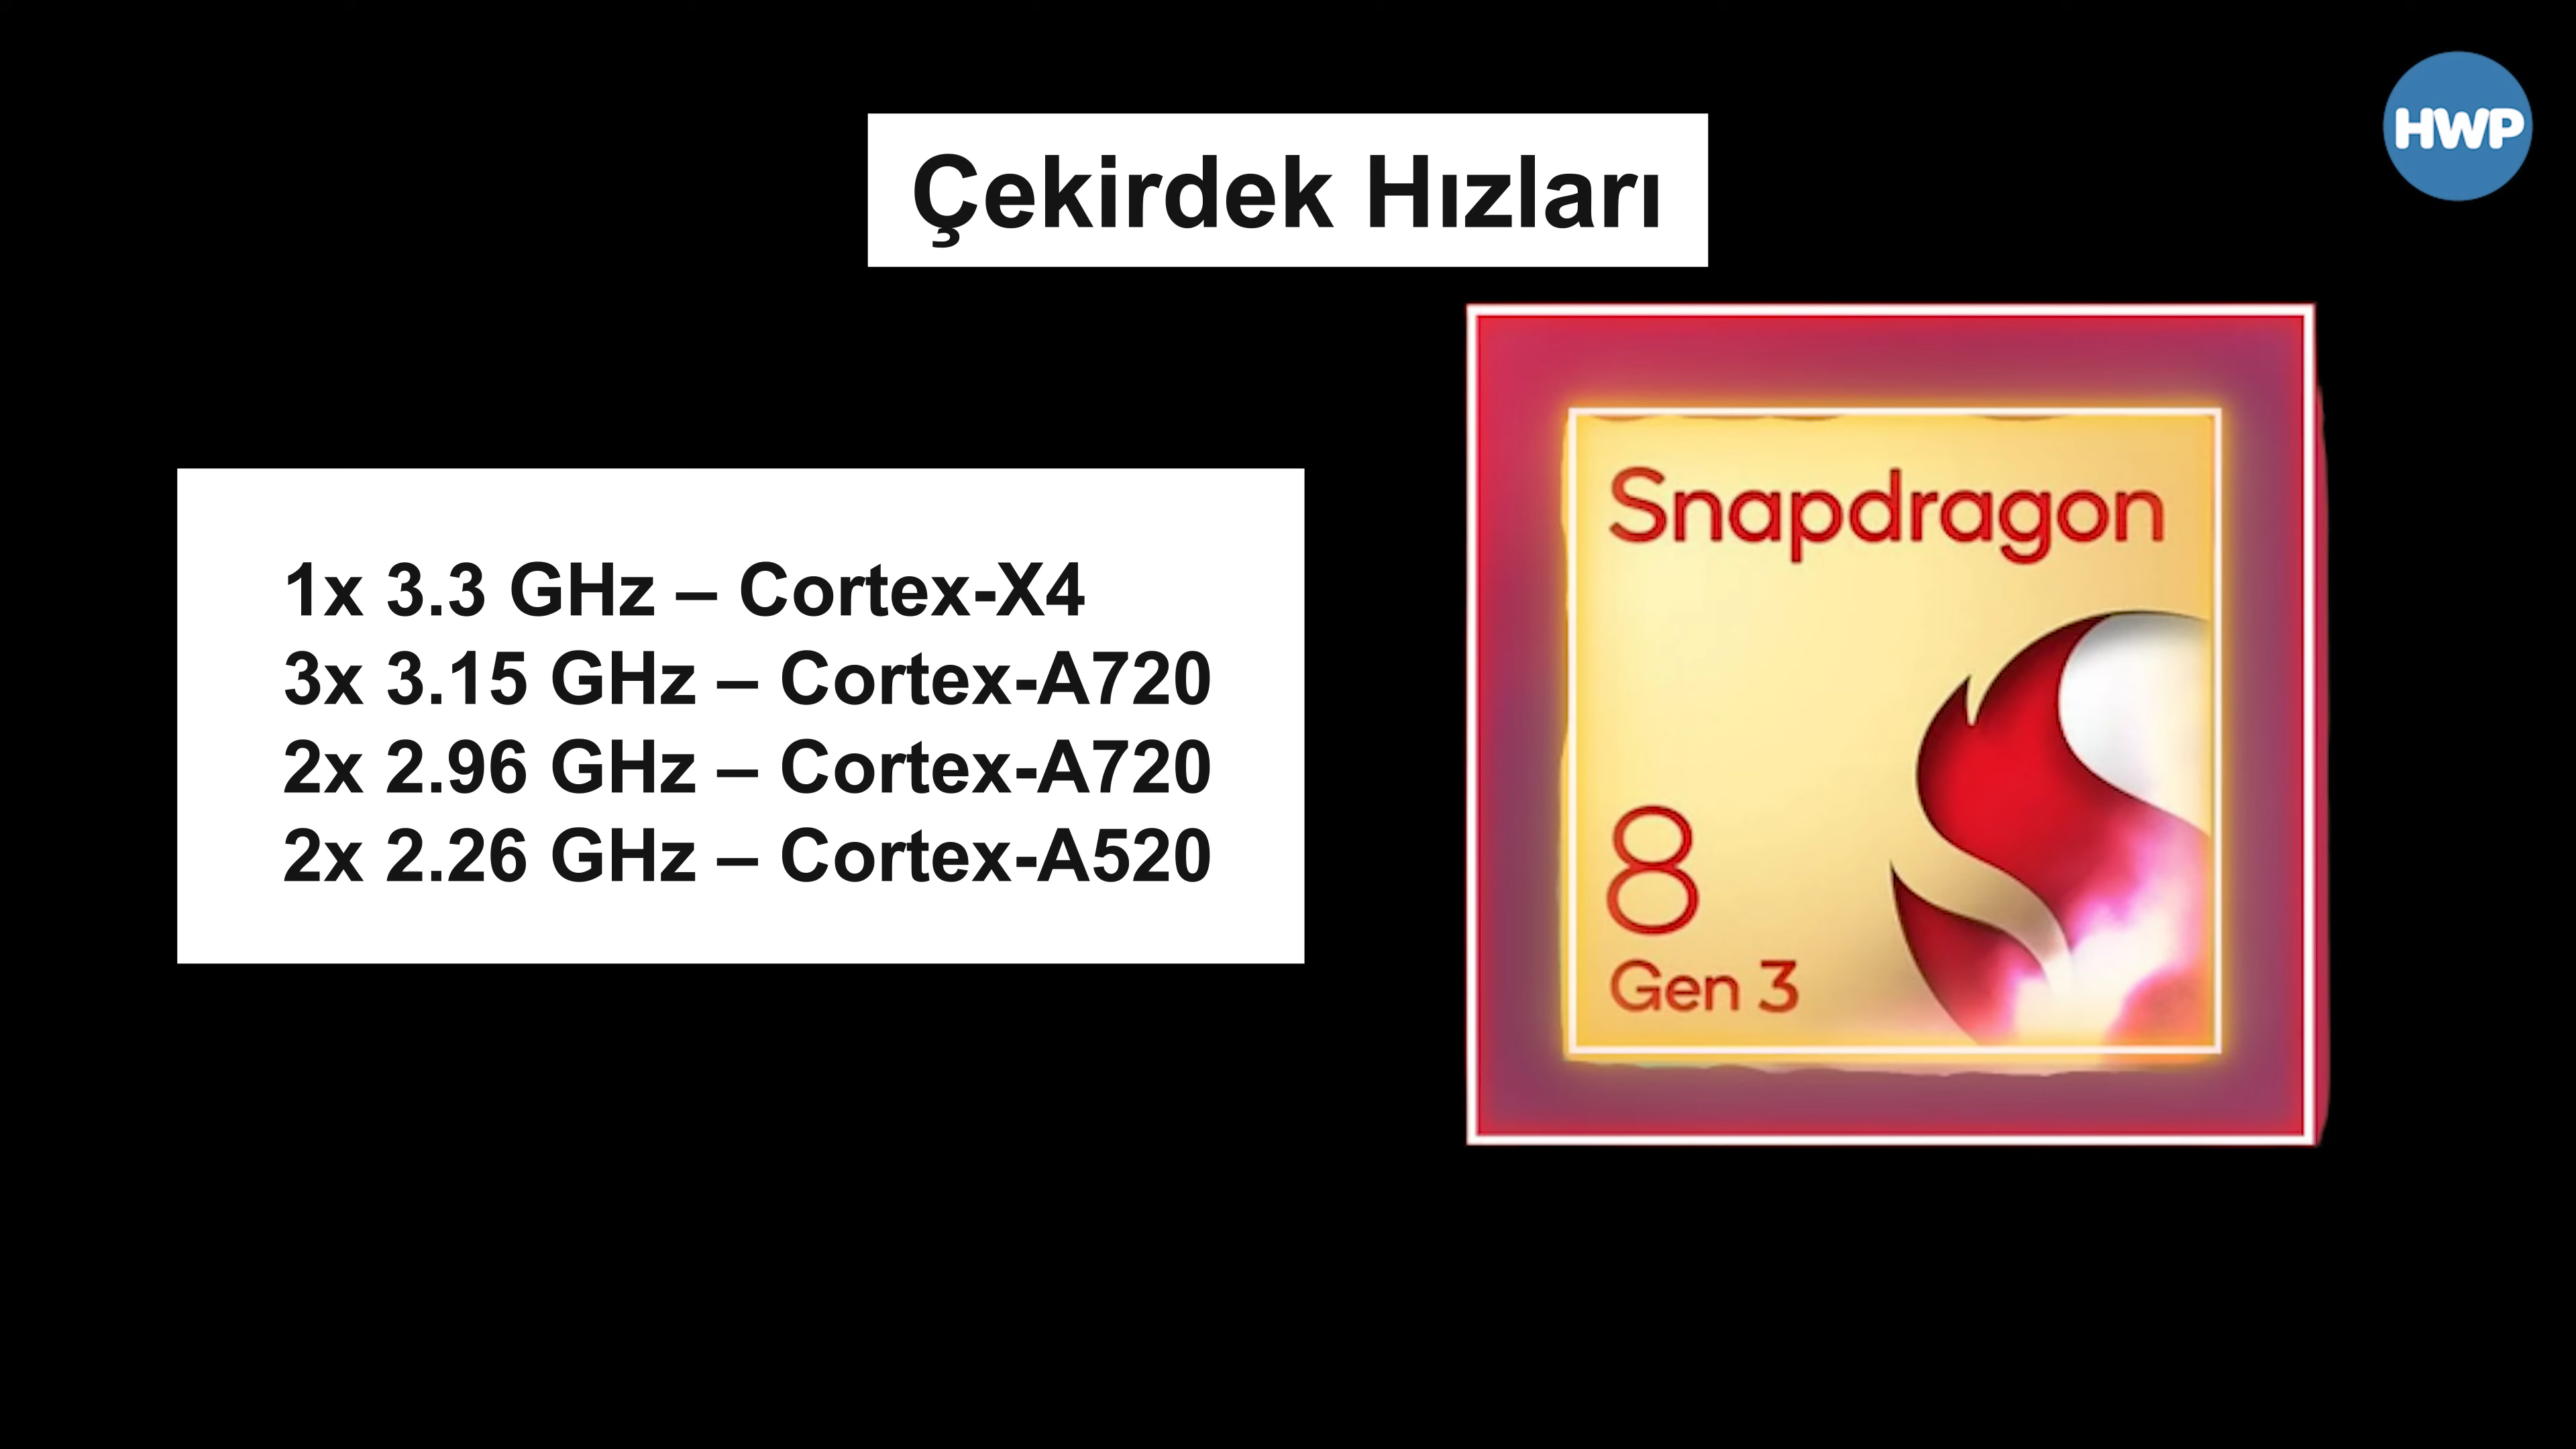 Çekirdek Hızları
HWP
1x 3.3 GHz – Cortex-X4
3x 3.15 GHz – Cortex-A720
2x 2.96 GHz – Cortex-A720
2x 2.26 GHz – Cortex-A520
Snapdragon
8
Gen 3